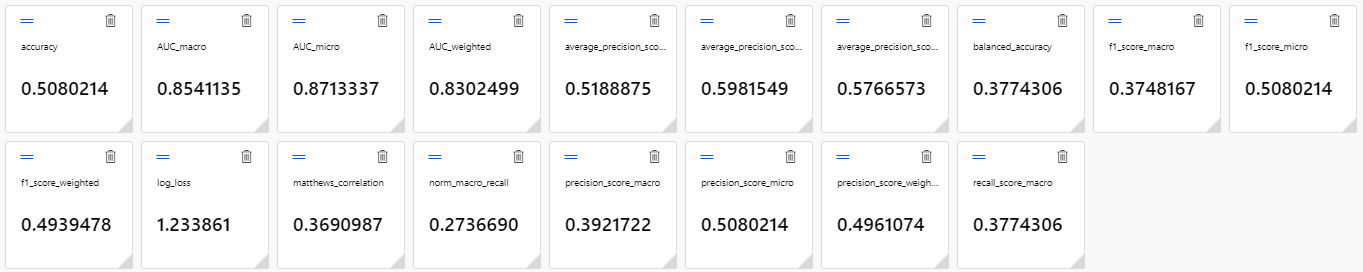 accuracy
0.5080214
AUC_macro
0.8541135
AUC_micro
0.8713337
AUC_weighted
0.8302499
average_precision_sco...
0.5188875
average_precision_sco...
0.5981549
average_precision_sco...
0.5766573
balanced_accuracy
0.3774306
f1_score_macro
0.3748167
f1_score_micro
0.5080214
f1_score_weighted
0.4939478
log_loss
1.233861
matthews_correlation
0.3690987
norm_macro_recall
0.2736690
precision_score_macro
0.3921722
precision_score_micro
0.5080214
precision_score_weigh...
0.4961074
recall_score_macro
0.3774306